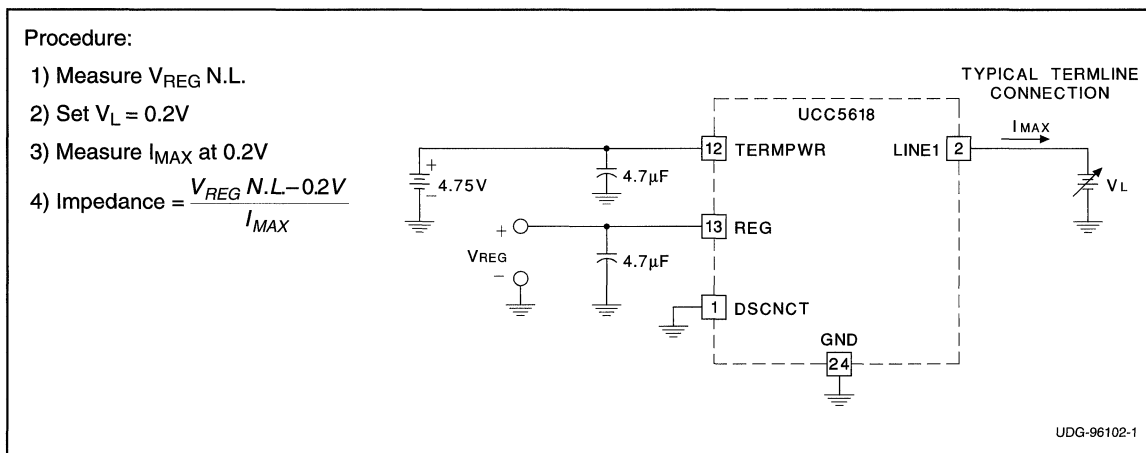 Procedure:
1) Measure VREG N.L.
2) Set VL = 0.2V
3) Measure IMAX at 0.2V
4) Impedance = VREG N.L.–0.2V
IMAX
TYPICAL TERMLINE
CONNECTION
UCC5618
IMAX
12 TERMPWR
LINE1 2
+
4.75V
–
4.7µF
VL
13 REG
+
VREG
–
4.7µF
1 DSCNCT
GND
24
UDG-96102-1